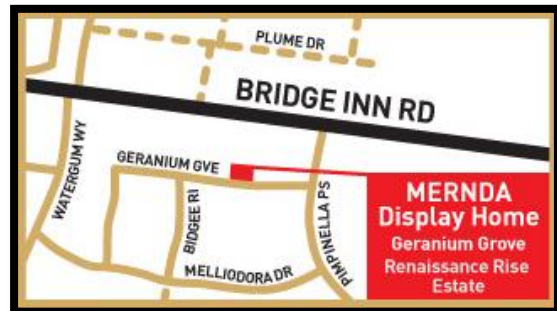 PLUME DR
BRIDGE INN RD
WATERGUM WY
GERANIUM GVE
BIDGEE RI
MELLIODORA DR
PIMPINELLA PS
MERNDA
Display Home
Geranium Grove
Renaissance Rise
Estate